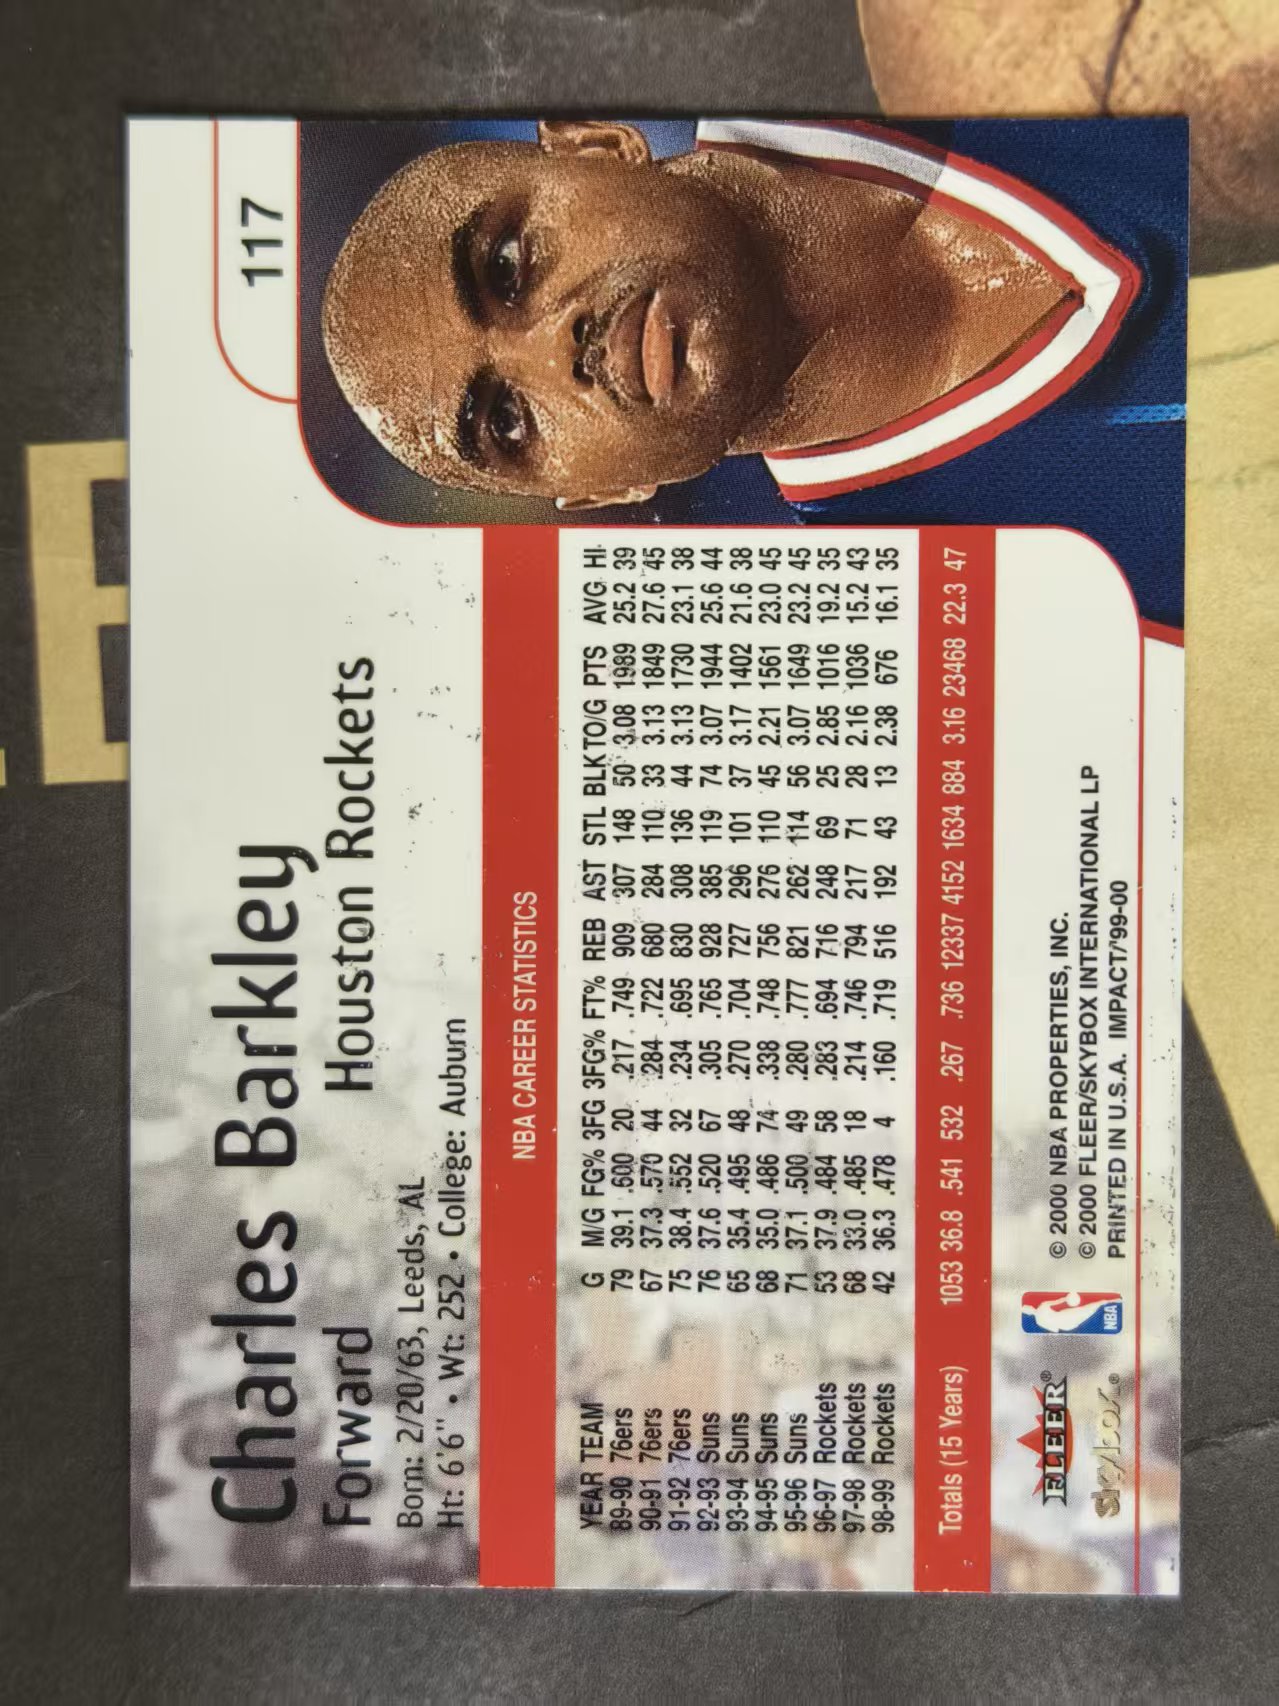 117
Charles Barkley
Forward Houston Rockets
Born: 2/20/63, Leeds, AL
Ht: 6'6" • Wt: 252 • College: Auburn
NBA CAREER STATISTICS
YEAR TEAM G M/G FG% 3FG 3FG% FT% REB AST STL BLK TO/G PTS AVG HI
89-90 76ers 79 39.1 .600 20 .217 .749 909 307 148 50 3.08 1989 25.2 39
90-91 76ers 67 37.3 .570 44 .284 .722 680 284 110 33 3.13 1849 27.6 45
91-92 76ers 75 38.4 .552 32 .234 .695 830 308 136 44 3.13 1730 23.1 38
92-93 Suns 76 37.6 .520 67 .305 .765 928 385 119 74 3.07 1944 25.6 44
93-94 Suns 65 35.4 .495 48 .270 .704 727 296 101 37 3.17 1402 21.6 38
94-95 Suns 68 35.0 .486 74 .338 .748 756 276 110 45 2.21 1561 23.0 45
95-96 Suns 71 37.1 .500 49 .280 .777 821 262 114 56 3.07 1649 23.2 45
96-97 Rockets 53 37.9 .484 58 .283 .694 716 248 69 25 2.85 1016 19.2 35
97-98 Rockets 68 33.0 .485 18 .214 .746 794 217 71 28 2.16 1036 15.2 43
98-99 Rockets 42 36.3 .478 4 .160 .719 516 192 43 13 2.38 676 16.1 35
Totals (15 Years) 1053 36.8 .541 532 .267 .736 12337 4152 1634 884 3.16 23468 22.3 47
FLEER®
SkyBox®
NBA
© 2000 NBA PROPERTIES, INC.
© 2000 FLEER/SKYBOX INTERNATIONAL LP
PRINTED IN U.S.A. IMPACT/'99-00